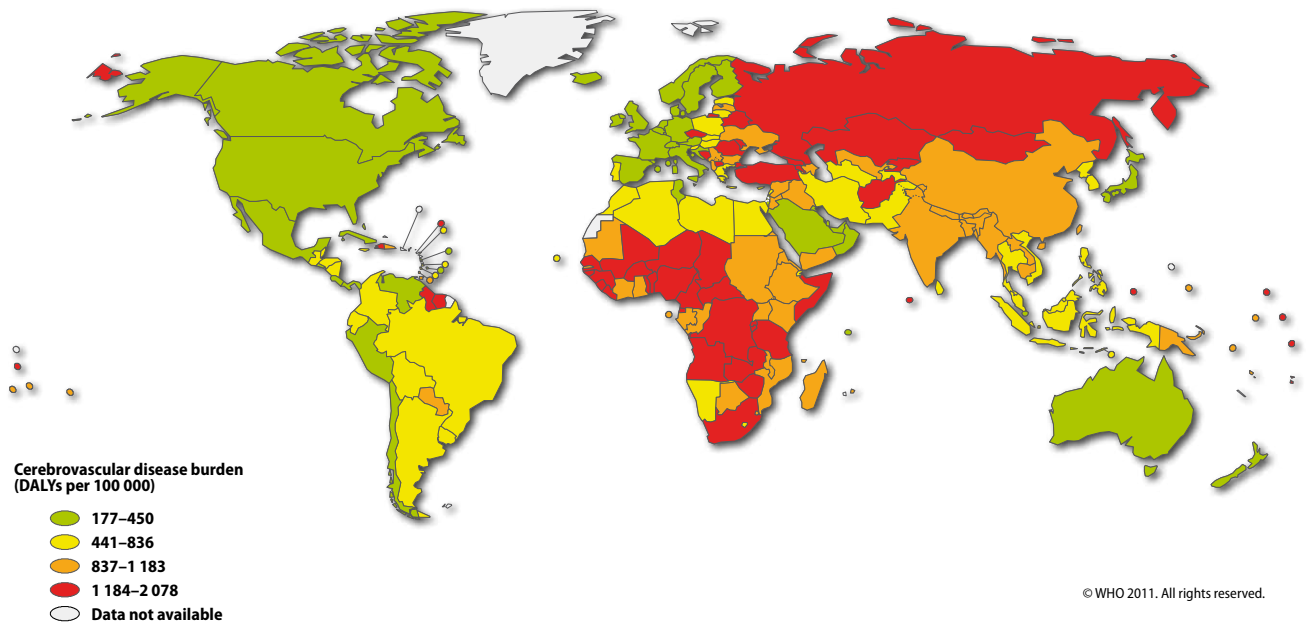 Cerebrovascular disease burden
(DALYs per 100 000)
177–450
441–836
837–1 183
1 184–2 078
Data not available
© WHO 2011. All rights reserved.